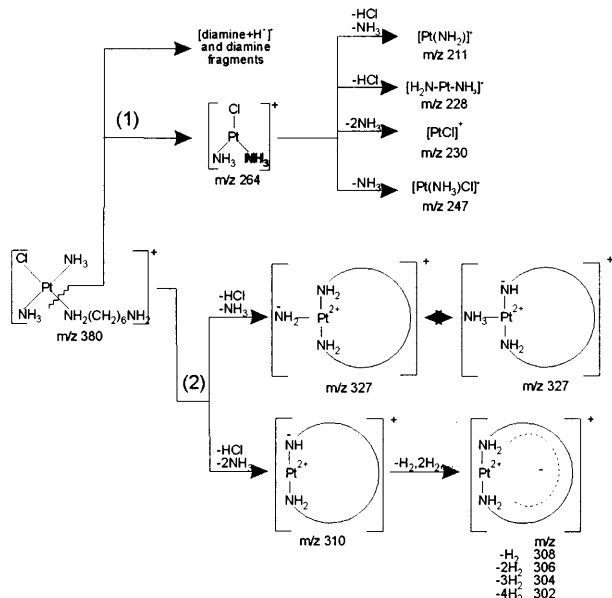 [diamine+H⁺]⁺
and diamine
fragments
(1)
[Cl
Pt
NH₃ NH₃]⁺
m/z 264
-HCl
-NH₃
[Pt(NH₂)]⁺
m/z 211
-HCl
[H₂N-Pt-NH₃]⁺
m/z 228
-2NH₃
[PtCl]⁺
m/z 230
-NH₃
[Pt(NH₃)Cl]⁺
m/z 247
[Cl NH₃
Pt
NH₃ NH₂(CH₂)₆NH₂]⁺
m/z 380
(2)
-HCl
-NH₃
[NH₂
NH₂⁻—Pt²⁺
NH₂]⁺
m/z 327
[NH⁻
NH₃—Pt²⁺
NH₂]⁺
m/z 327
-HCl
-2NH₃
[NH⁻
Pt²⁺
NH₂]⁺
m/z 310
-H₂,2H₂...
[NH₂
Pt²⁺ -
NH₂]⁺
m/z
-H₂ 308
-2H₂ 306
-3H₂ 304
-4H₂ 302